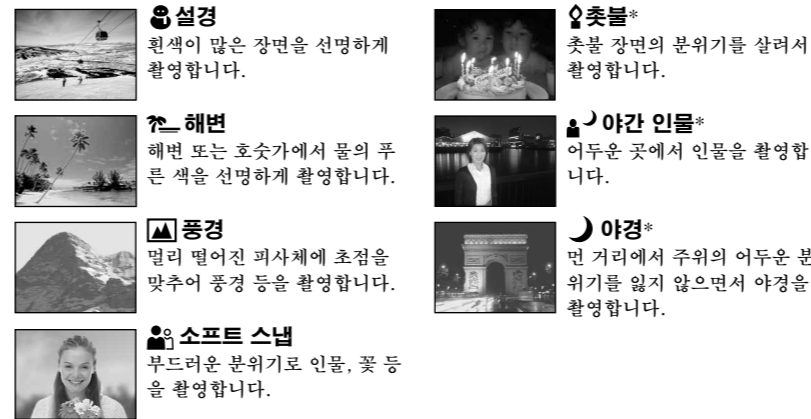 설경
흰색이 많은 장면을 선명하게
촬영합니다.
해변
해변 또는 호숫가에서 물의 푸
른 색을 선명하게 촬영합니다.
풍경
멀리 떨어진 피사체에 초점을
맞추어 풍경 등을 촬영합니다.
소프트 스냅
부드러운 분위기로 인물, 꽃 등
을 촬영합니다.
촛불*
촛불 장면의 분위기를 살려서
촬영합니다.
야간 인물*
어두운 곳에서 인물을 촬영합
니다.
야경*
먼 거리에서 주위의 어두운 분
위기를 잃지 않으면서 야경을
촬영합니다.